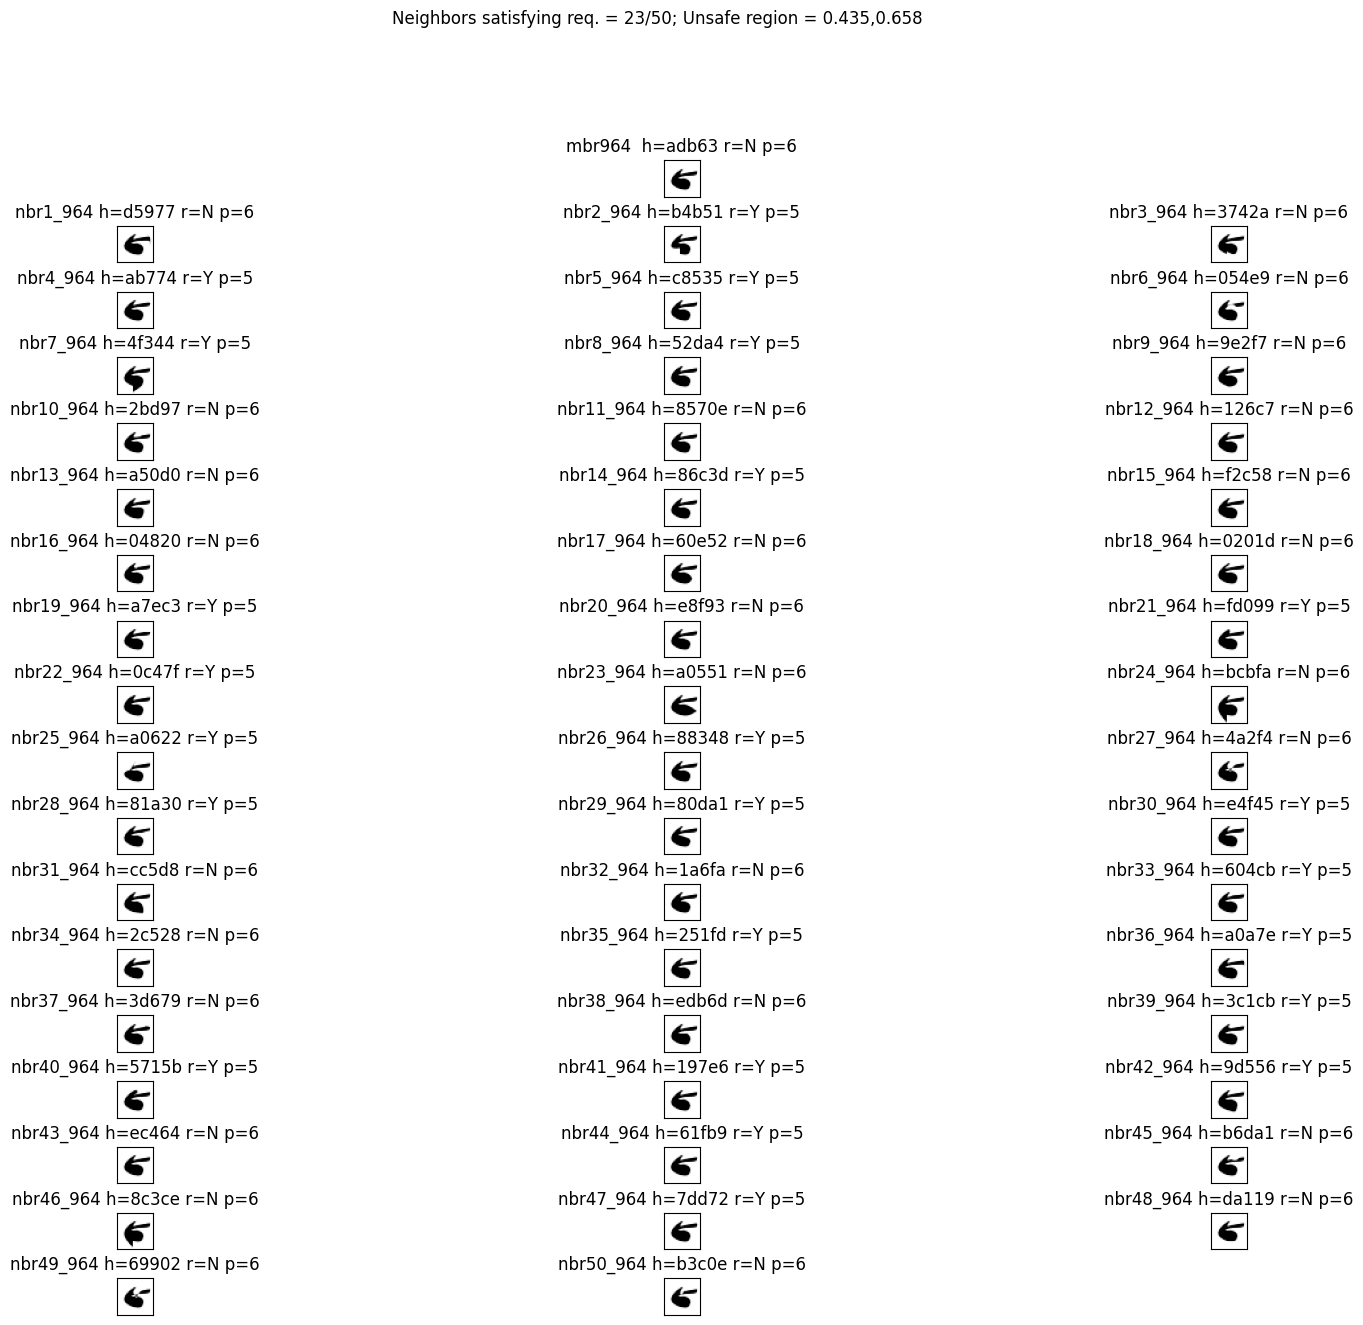 Neighbors satisfying req. = 23/50; Unsafe region = 0.435,0.658
mbr964  h=adb63 r=N p=6
nbr1_964 h=d5977 r=N p=6
nbr2_964 h=b4b51 r=Y p=5
nbr3_964 h=3742a r=N p=6
nbr4_964 h=ab774 r=Y p=5
nbr5_964 h=c8535 r=Y p=5
nbr6_964 h=054e9 r=N p=6
nbr7_964 h=4f344 r=Y p=5
nbr8_964 h=52da4 r=Y p=5
nbr9_964 h=9e2f7 r=N p=6
nbr10_964 h=2bd97 r=N p=6
nbr11_964 h=8570e r=N p=6
nbr12_964 h=126c7 r=N p=6
nbr13_964 h=a50d0 r=N p=6
nbr14_964 h=86c3d r=Y p=5
nbr15_964 h=f2c58 r=N p=6
nbr16_964 h=04820 r=N p=6
nbr17_964 h=60e52 r=N p=6
nbr18_964 h=0201d r=N p=6
nbr19_964 h=a7ec3 r=Y p=5
nbr20_964 h=e8f93 r=N p=6
nbr21_964 h=fd099 r=Y p=5
nbr22_964 h=0c47f r=Y p=5
nbr23_964 h=a0551 r=N p=6
nbr24_964 h=bcbfa r=N p=6
nbr25_964 h=a0622 r=Y p=5
nbr26_964 h=88348 r=Y p=5
nbr27_964 h=4a2f4 r=N p=6
nbr28_964 h=81a30 r=Y p=5
nbr29_964 h=80da1 r=Y p=5
nbr30_964 h=e4f45 r=Y p=5
nbr31_964 h=cc5d8 r=N p=6
nbr32_964 h=1a6fa r=N p=6
nbr33_964 h=604cb r=Y p=5
nbr34_964 h=2c528 r=N p=6
nbr35_964 h=251fd r=Y p=5
nbr36_964 h=a0a7e r=Y p=5
nbr37_964 h=3d679 r=N p=6
nbr38_964 h=edb6d r=N p=6
nbr39_964 h=3c1cb r=Y p=5
nbr40_964 h=5715b r=Y p=5
nbr41_964 h=197e6 r=Y p=5
nbr42_964 h=9d556 r=Y p=5
nbr43_964 h=ec464 r=N p=6
nbr44_964 h=61fb9 r=Y p=5
nbr45_964 h=b6da1 r=N p=6
nbr46_964 h=8c3ce r=N p=6
nbr47_964 h=7dd72 r=Y p=5
nbr48_964 h=da119 r=N p=6
nbr49_964 h=69902 r=N p=6
nbr50_964 h=b3c0e r=N p=6